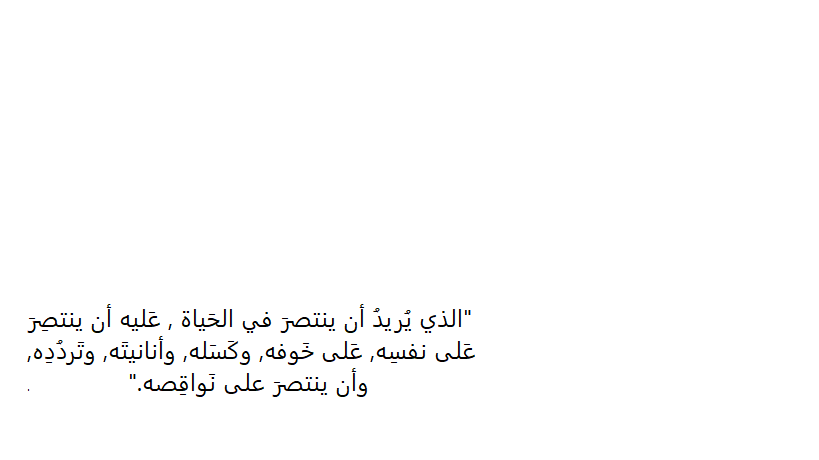 "الذي يُريدُ أن ينتصرَ في الحَياة , عَليه أن ينتصِرَ
عَلى نفسِه, عَلى خَوفه, وكَسَله, وأنانيتَه, وتَردُدِه,
وأن ينتصرَ على نَواقِصه." .